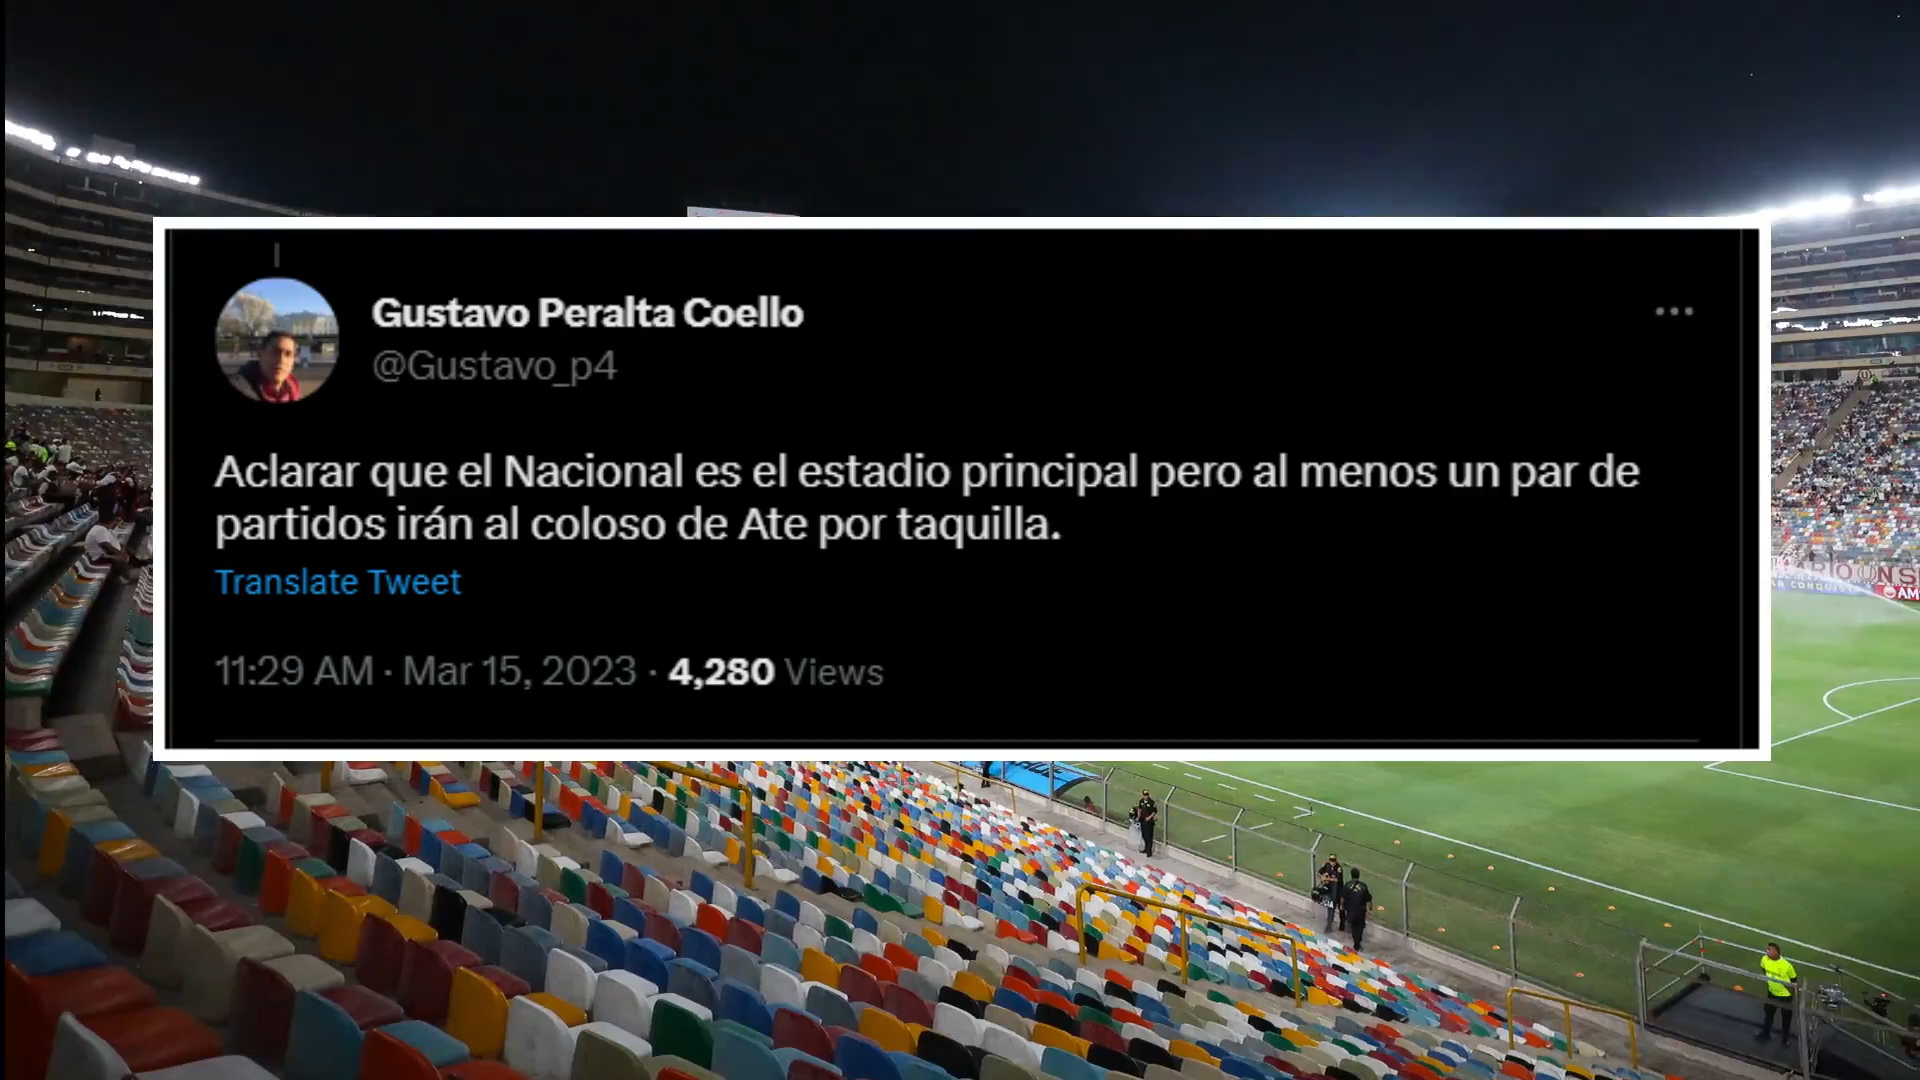 Gustavo Peralta Coello
@Gustavo_p4
Aclarar que el Nacional es el estadio principal pero al menos un par de
partidos irán al coloso de Ate por taquilla.
Translate Tweet
11:29 AM · Mar 15, 2023 · 4,280 Views